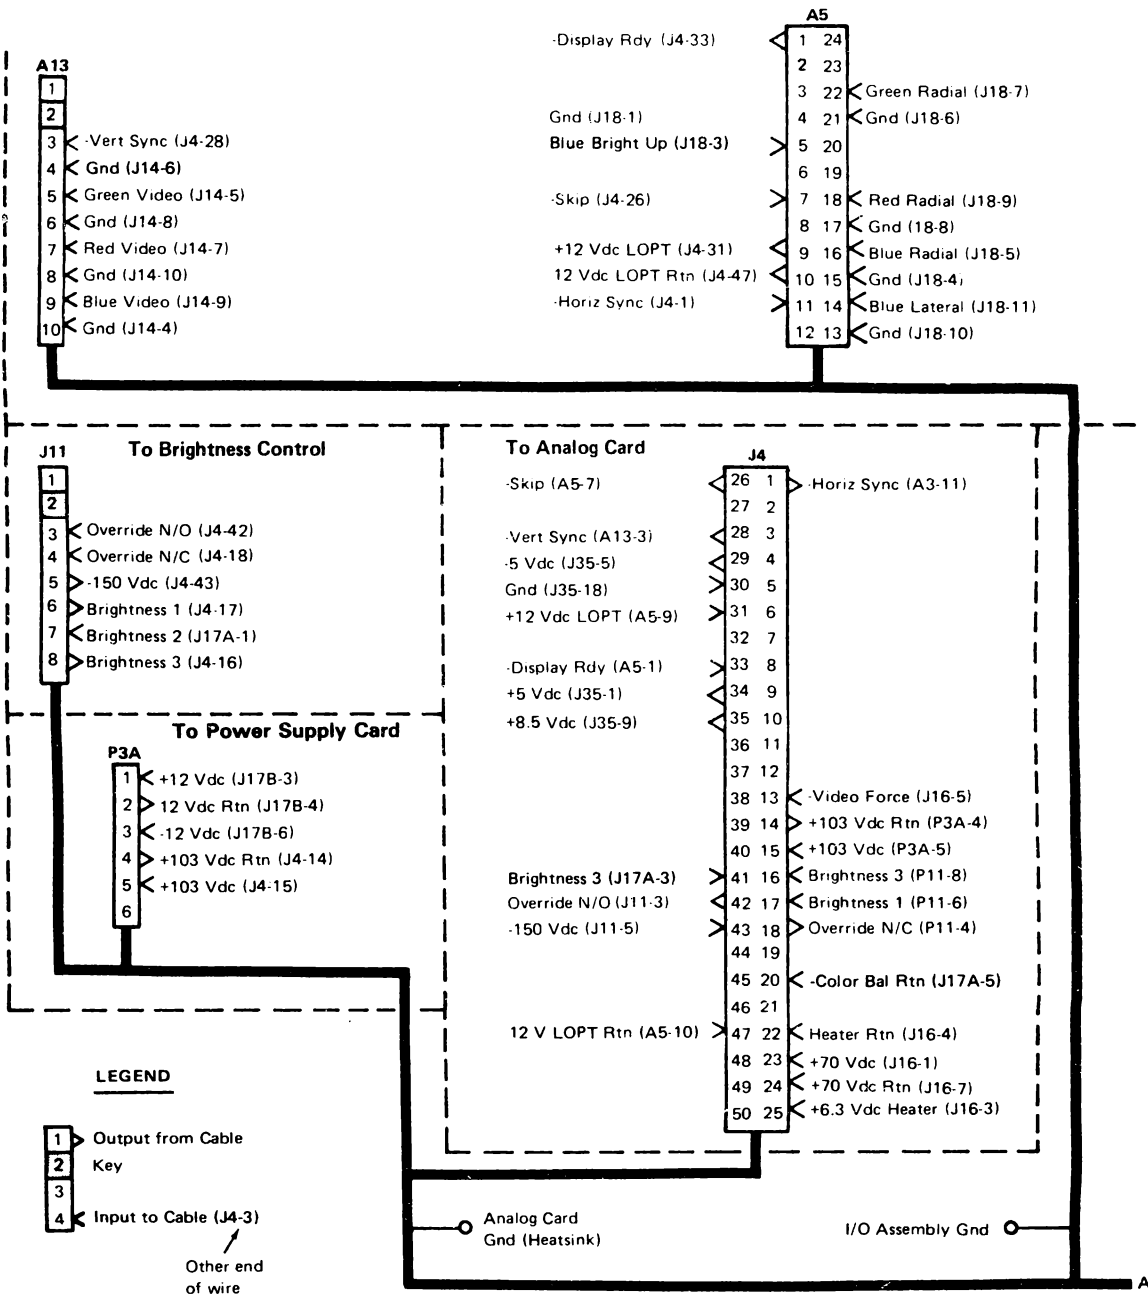 A5
-Display Rdy (J4-33) 1 24
2 23
3 22 Green Radial (J18-7)
Gnd (J18-1) 4 21 Gnd (J18-6)
Blue Bright Up (J18-3) 5 20
6 19
-Skip (J4-26) 7 18 Red Radial (J18-9)
8 17 Gnd (18-8)
+12 Vdc LOPT (J4-31) 9 16 Blue Radial (J18-5)
12 Vdc LOPT Rtn (J4-47) 10 15 Gnd (J18-4)
-Horiz Sync (J4-1) 11 14 Blue Lateral (J18-11)
12 13 Gnd (J18-10)
A13
1
2
3 -Vert Sync (J4-28)
4 Gnd (J14-6)
5 Green Video (J14-5)
6 Gnd (J14-8)
7 Red Video (J14-7)
8 Gnd (J14-10)
9 Blue Video (J14-9)
10 Gnd (J14-4)
To Brightness Control
J11
1
2
3 Override N/O (J4-42)
4 Override N/C (J4-18)
5 -150 Vdc (J4-43)
6 Brightness 1 (J4-17)
7 Brightness 2 (J17A-1)
8 Brightness 3 (J4-16)
To Power Supply Card
P3A
1 +12 Vdc (J17B-3)
2 12 Vdc Rtn (J17B-4)
3 -12 Vdc (J17B-6)
4 +103 Vdc Rtn (J4-14)
5 +103 Vdc (J4-15)
6
To Analog Card
J4
-Skip (A5-7) 26 1 -Horiz Sync (A3-11)
27 2
-Vert Sync (A13-3) 28 3
-5 Vdc (J35-5) 29 4
Gnd (J35-18) 30 5
+12 Vdc LOPT (A5-9) 31 6
32 7
-Display Rdy (A5-1) 33 8
+5 Vdc (J35-1) 34 9
+8.5 Vdc (J35-9) 35 10
36 11
37 12
38 13 -Video Force (J16-5)
39 14 +103 Vdc Rtn (P3A-4)
40 15 +103 Vdc (P3A-5)
Brightness 3 (J17A-3) 41 16 Brightness 3 (P11-8)
Override N/O (J11-3) 42 17 Brightness 1 (P11-6)
-150 Vdc (J11-5) 43 18 Override N/C (P11-4)
44 19
45 20 -Color Bal Rtn (J17A-5)
46 21
12 V LOPT Rtn (A5-10) 47 22 Heater Rtn (J16-4)
48 23 +70 Vdc (J16-1)
49 24 +70 Vdc Rtn (J16-7)
50 25 +6.3 Vdc Heater (J16-3)
LEGEND
1 Output from Cable
2 Key
3
4 Input to Cable (J4-3)
Other end
of wire
Analog Card
Gnd (Heatsink)
I/O Assembly Gnd
A